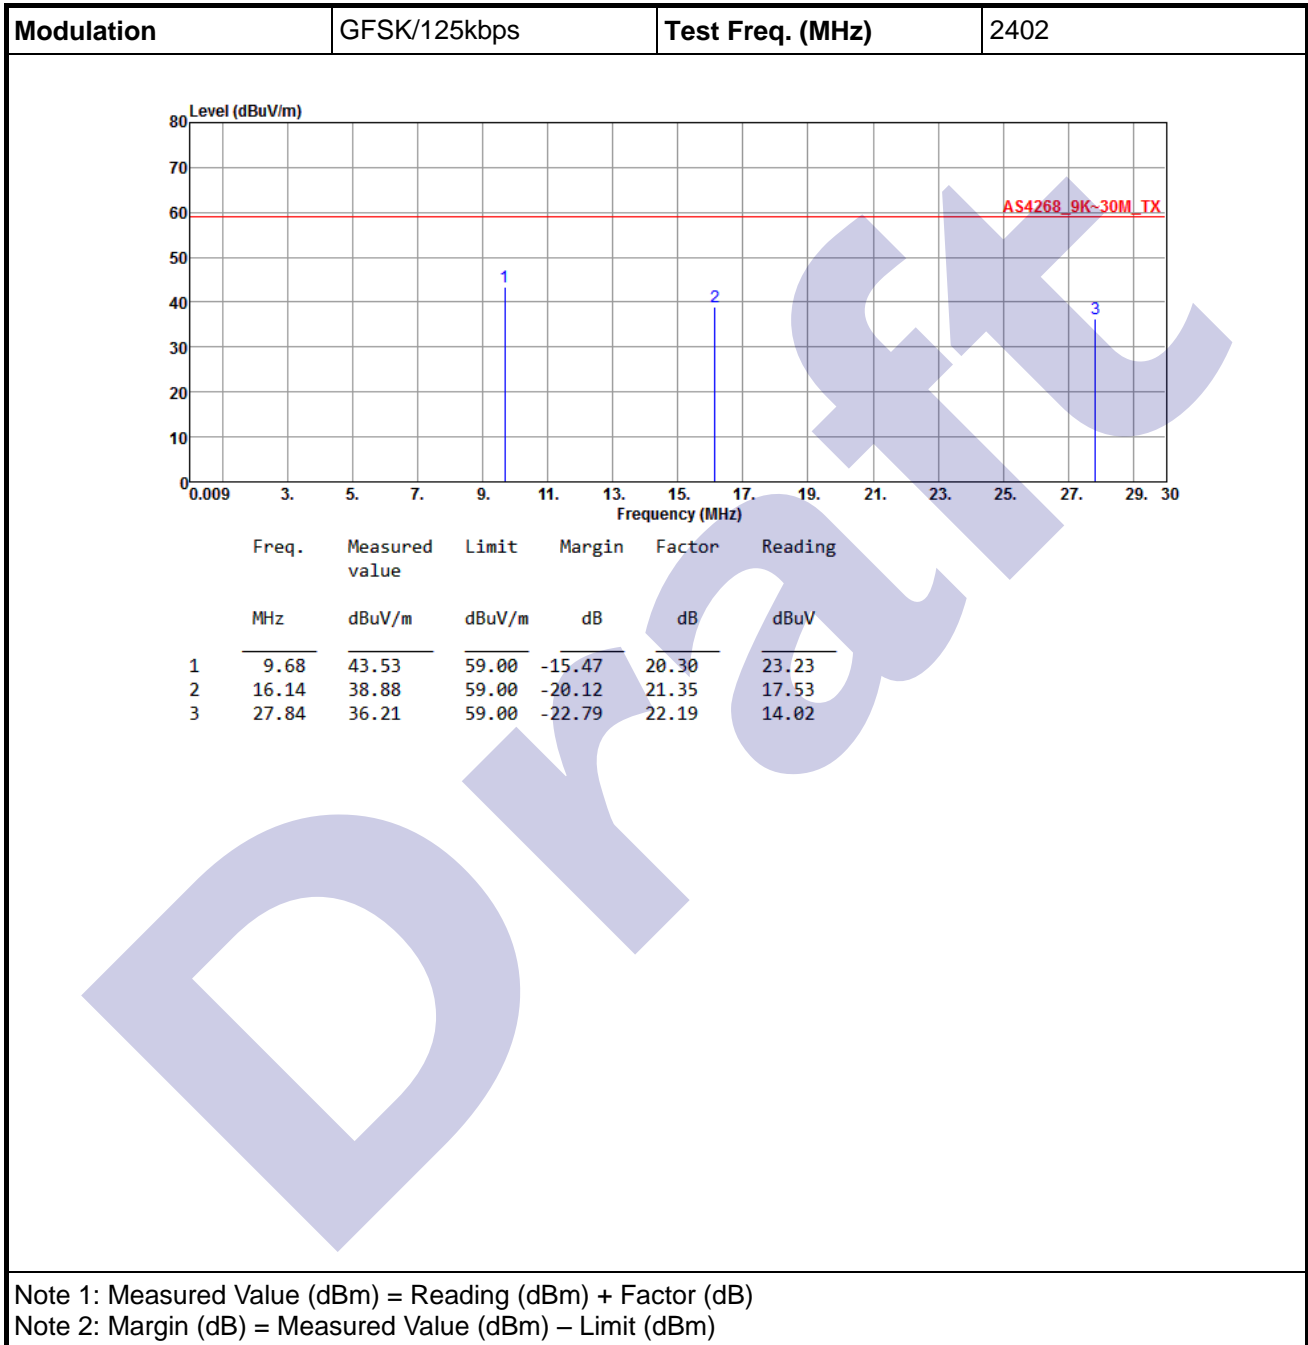 Modulation GFSK/125kbps Test Freq. (MHz) 2402
Level (dBuV/m)
80
70
60
50
40
30
20
10
0
AS4268_9K~30M_TX
1
2
3
0.009 3. 5. 7. 9. 11. 13. 15. 17. 19. 21. 23. 25. 27. 29. 30
Frequency (MHz)
Freq. Measured Limit Margin Factor Reading
value
MHz dBuV/m dBuV/m dB dB dBuV
1 9.68 43.53 59.00 -15.47 20.30 23.23
2 16.14 38.88 59.00 -20.12 21.35 17.53
3 27.84 36.21 59.00 -22.79 22.19 14.02
Draft
Note 1: Measured Value (dBm) = Reading (dBm) + Factor (dB)
Note 2: Margin (dB) = Measured Value (dBm) – Limit (dBm)